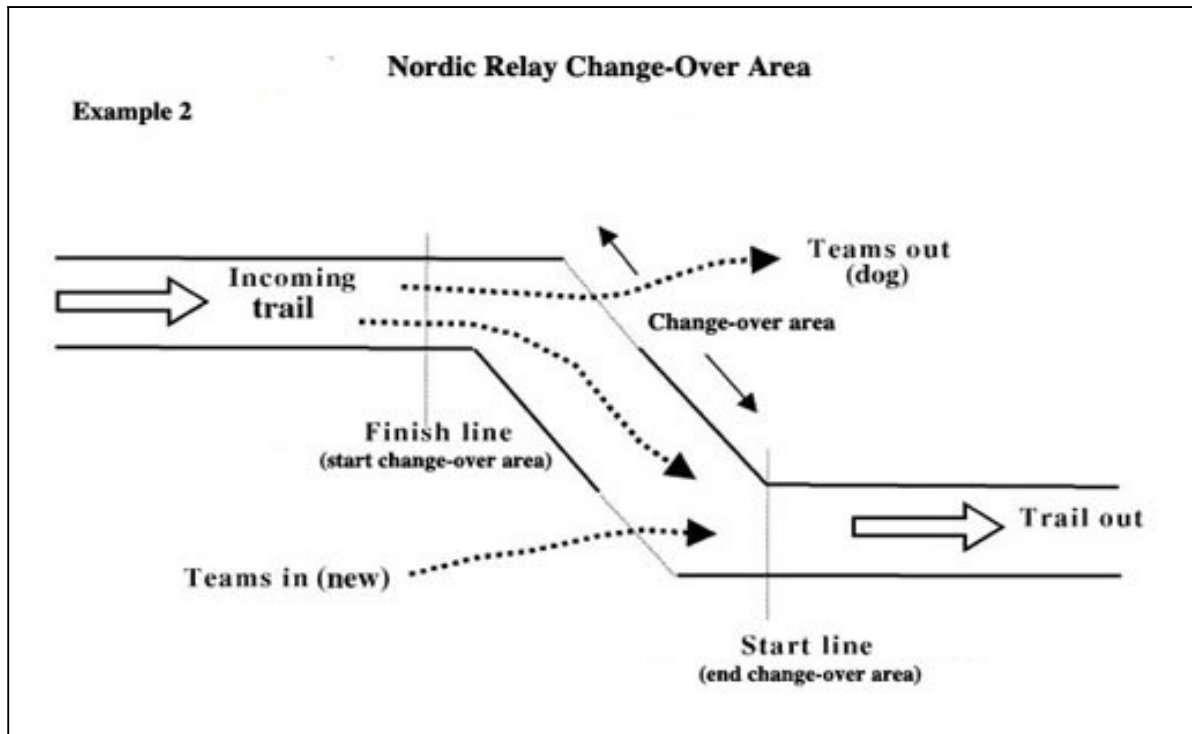 Nordic Relay Change-Over Area
Example 2
Teams out
(dog)
Incoming
trail
Change-over area
Finish line
(start change-over area)
Trail out
Teams in (new)
Start line
(end change-over area)